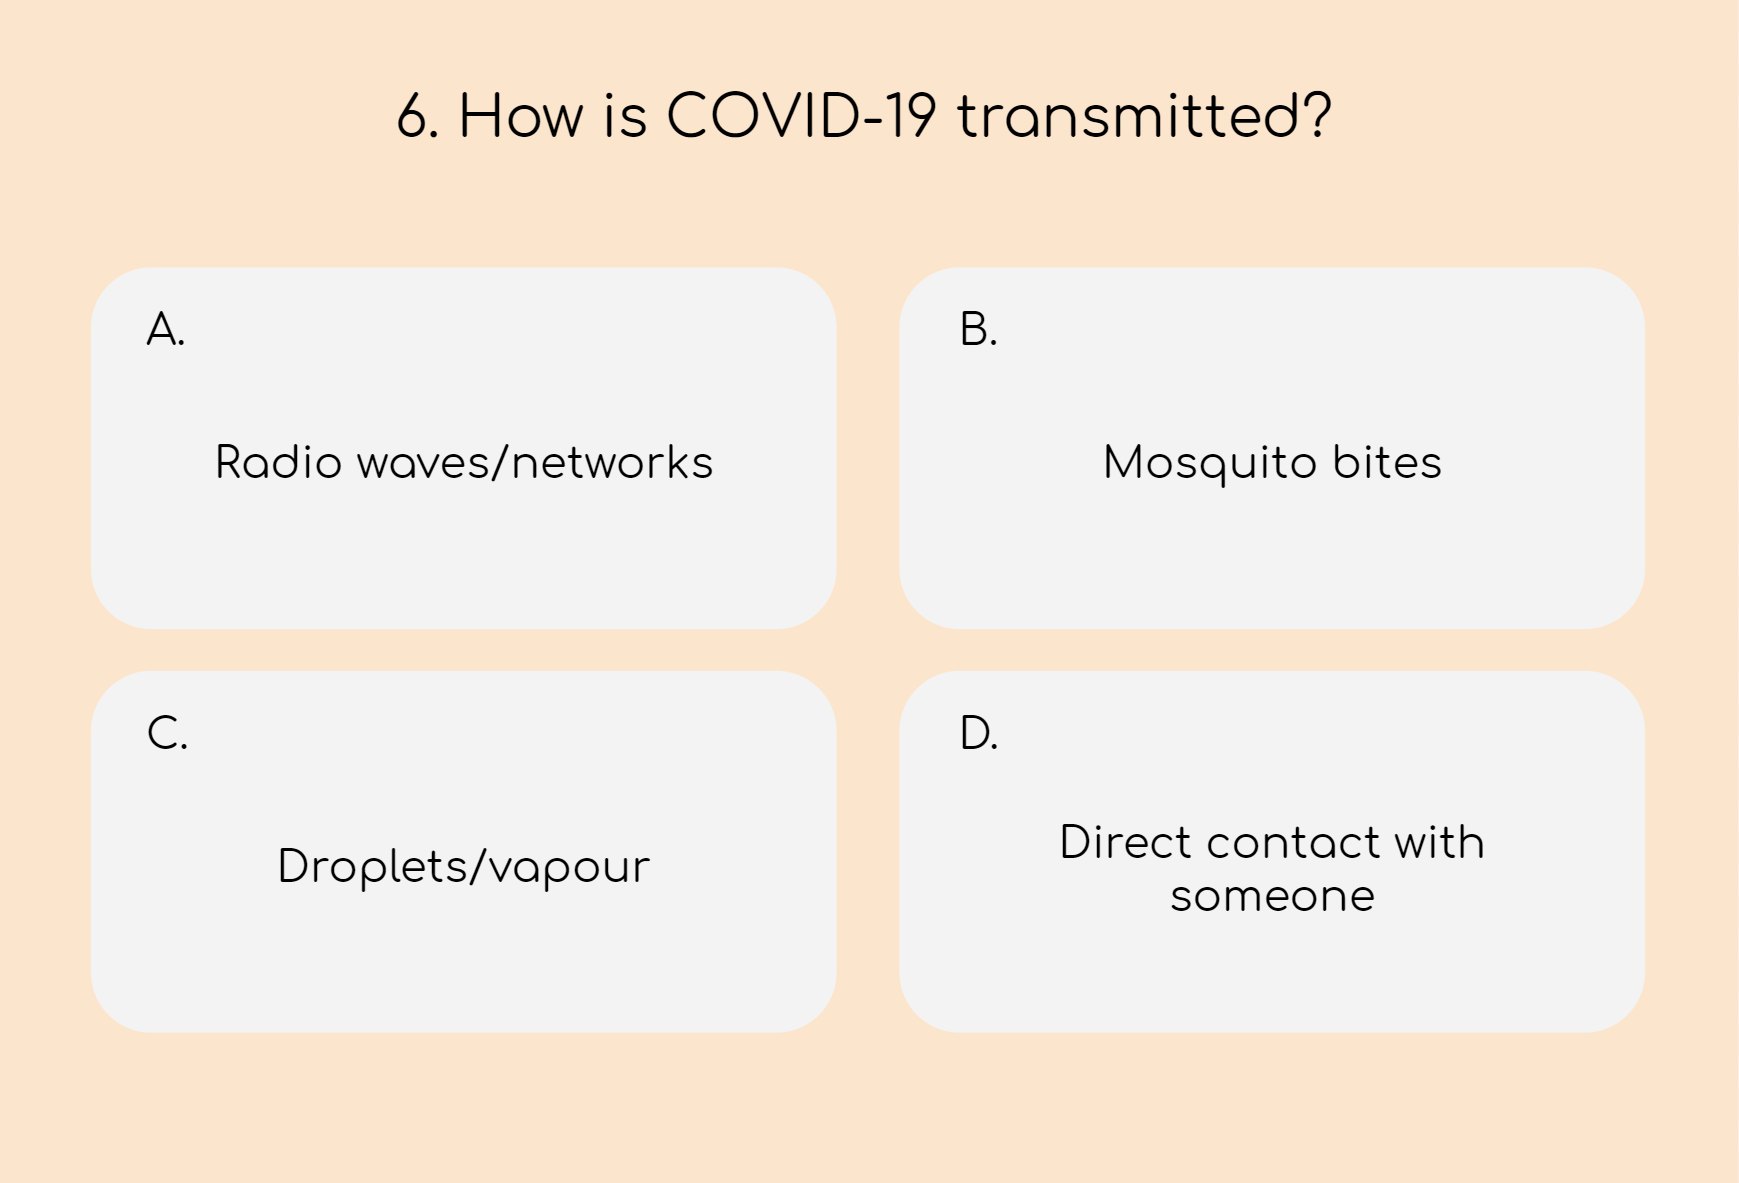 6. How is COVID-19 transmitted?
A.
Radio waves/networks
B.
Mosquito bites
C.
Droplets/vapour
D.
Direct contact with
someone